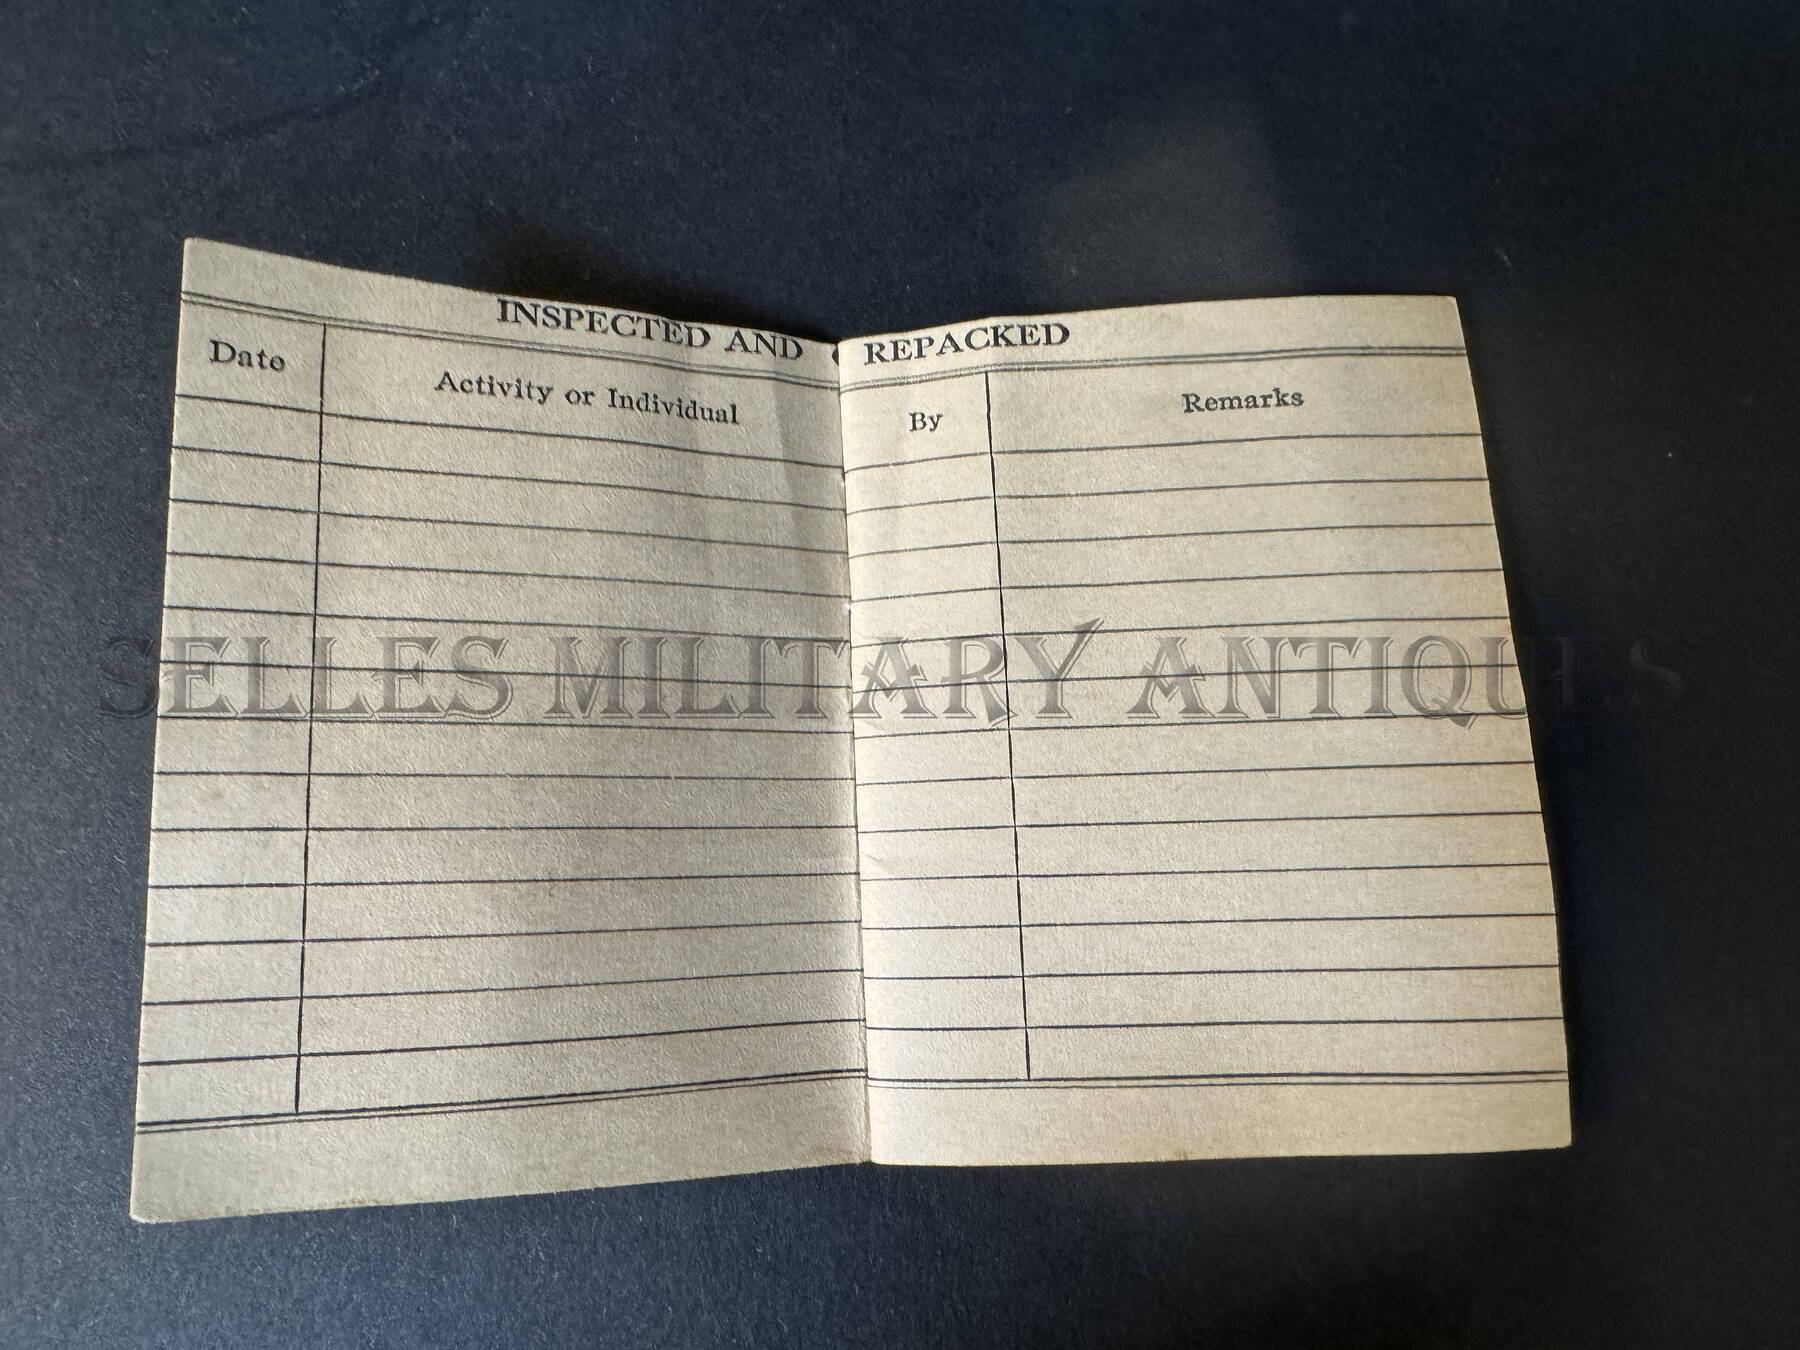 INSPECTED AND REPACKED
Date
Activity or Individual
By
Remarks
SELLES MILITARY ANTIQUES